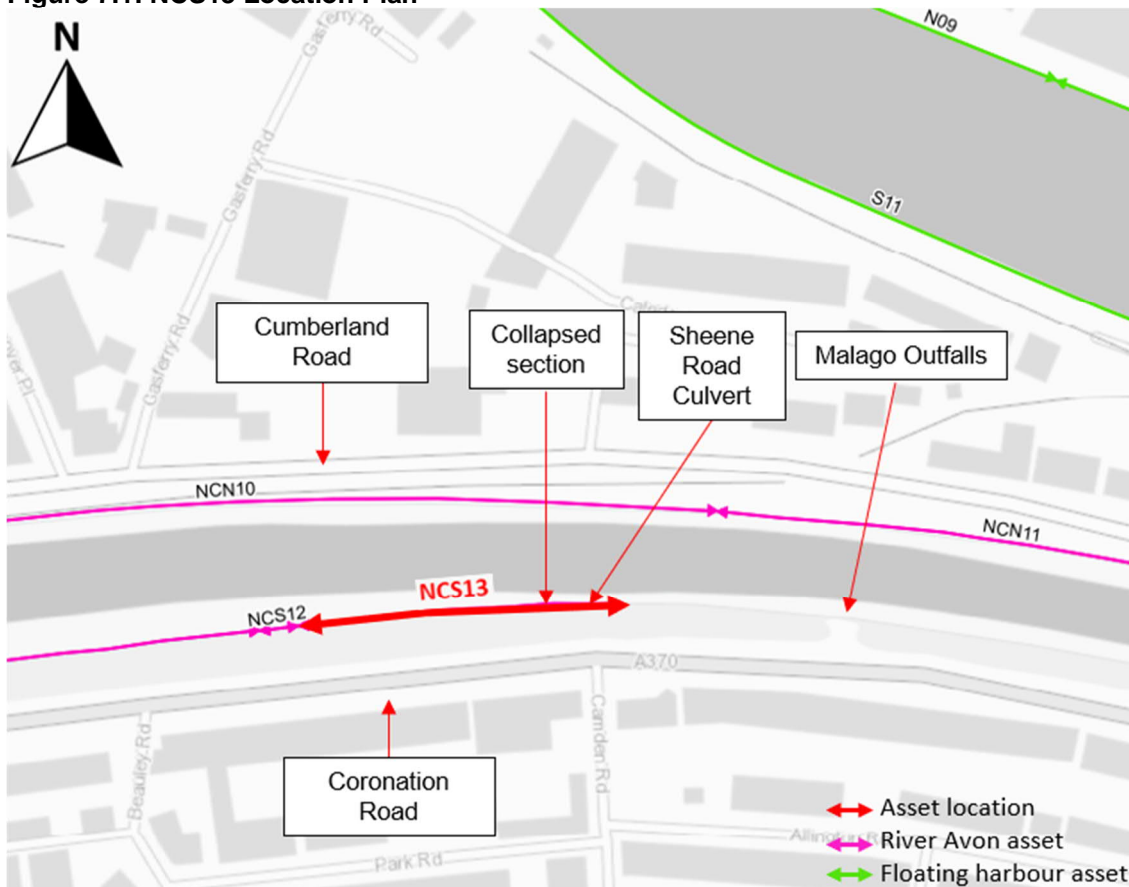 N
Gasferry Rd
N09
Gasferry Rd
S11
Cumberland
Road
Collapsed
section
Sheene
Road
Culvert
Malago Outfalls
Gasferry Rd
NCN10
NCN11
NCS13
NCS12
A370
Coronation
Road
Beauley Rd
Camden Rd
Park Rd
Asset location
River Avon asset
Floating harbour asset